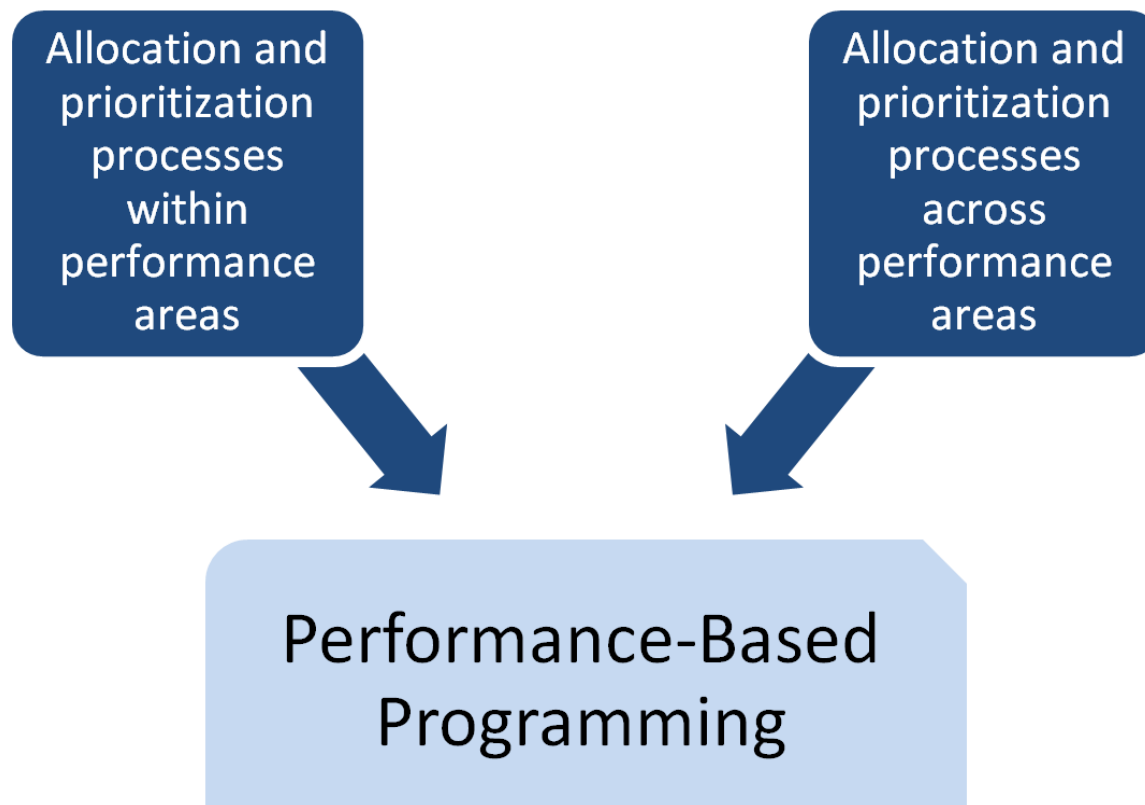 Allocation and
prioritization
processes
within
performance
areas
Allocation and
prioritization
processes
across
performance
areas
Performance-Based
Programming